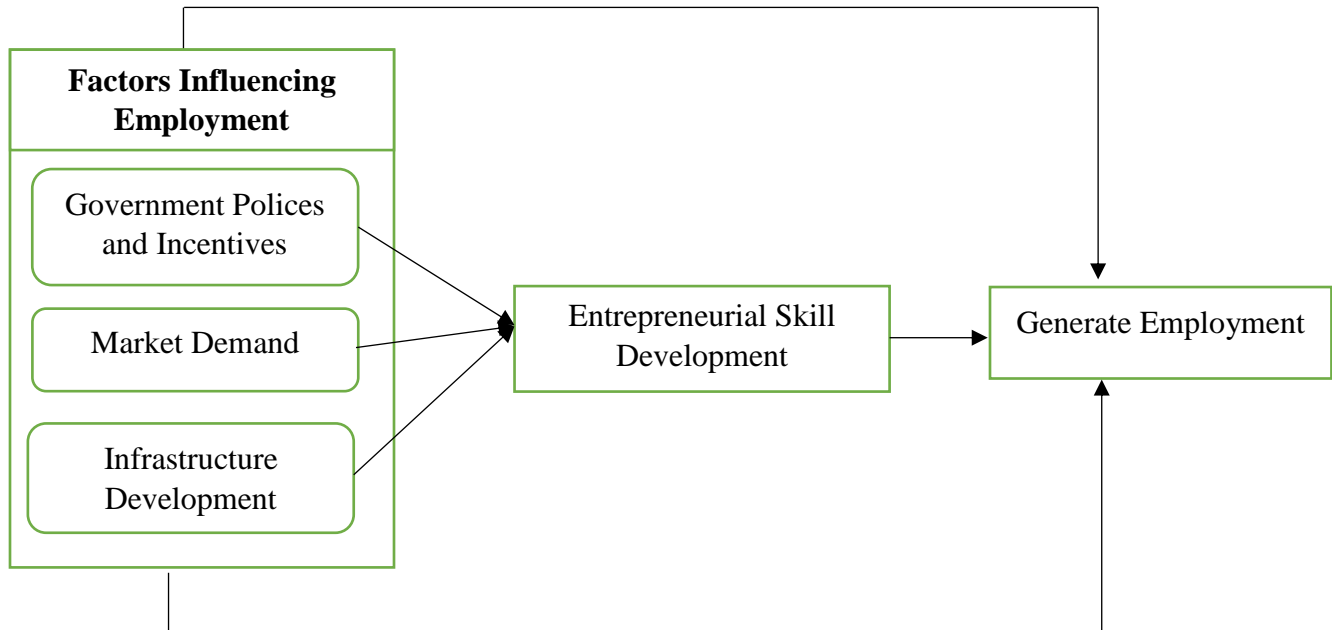 Factors Influencing
Employment
Government Polices
and Incentives
Market Demand
Infrastructure
Development
Entrepreneurial Skill
Development
Generate Employment